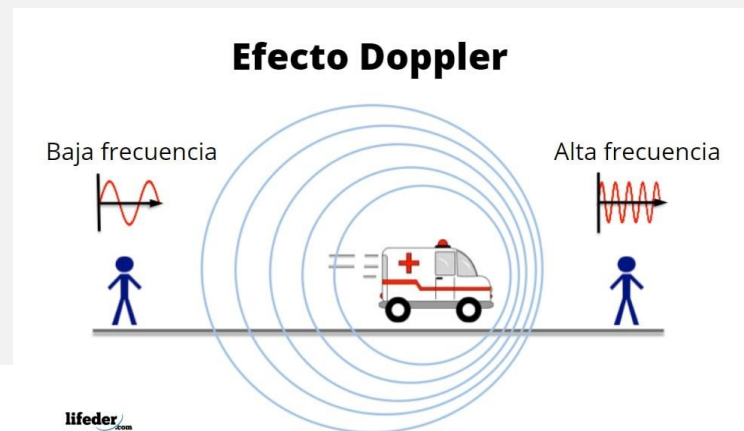 Efecto Doppler
Baja frecuencia
Alta frecuencia
lifeder.com